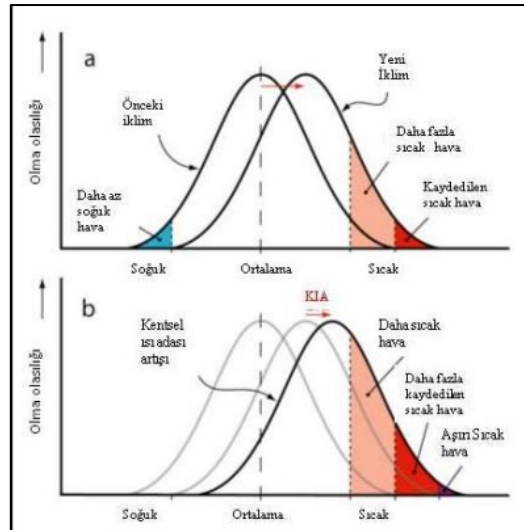 a
Olma olasılığı
Önceki
iklim
Yeni
İklim
Daha fazla
sıcak hava
Kaydedilen
sıcak hava
Daha az
soğuk
hava
Soğuk
Ortalama
Sıcak
b
Olma olasılığı
KIA
Kentsel
ısı adası
artışı
Daha sıcak
hava
Daha fazla
kaydedilen
sıcak hava
Aşırı Sıcak
hava
Soğuk
Ortalama
Sıcak